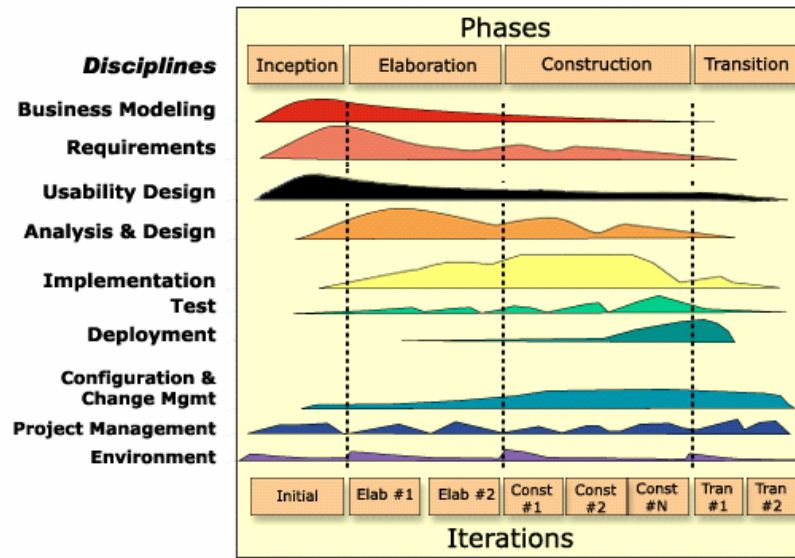 Phases
Disciplines
Inception
Elaboration
Construction
Transition
Business Modeling
Requirements
Usability Design
Analysis & Design
Implementation
Test
Deployment
Configuration &
Change Mgmt
Project Management
Environment
Initial
Elab #1
Elab #2
Const
#1
Const
#2
Const
#N
Tran
#1
Tran
#2
Iterations